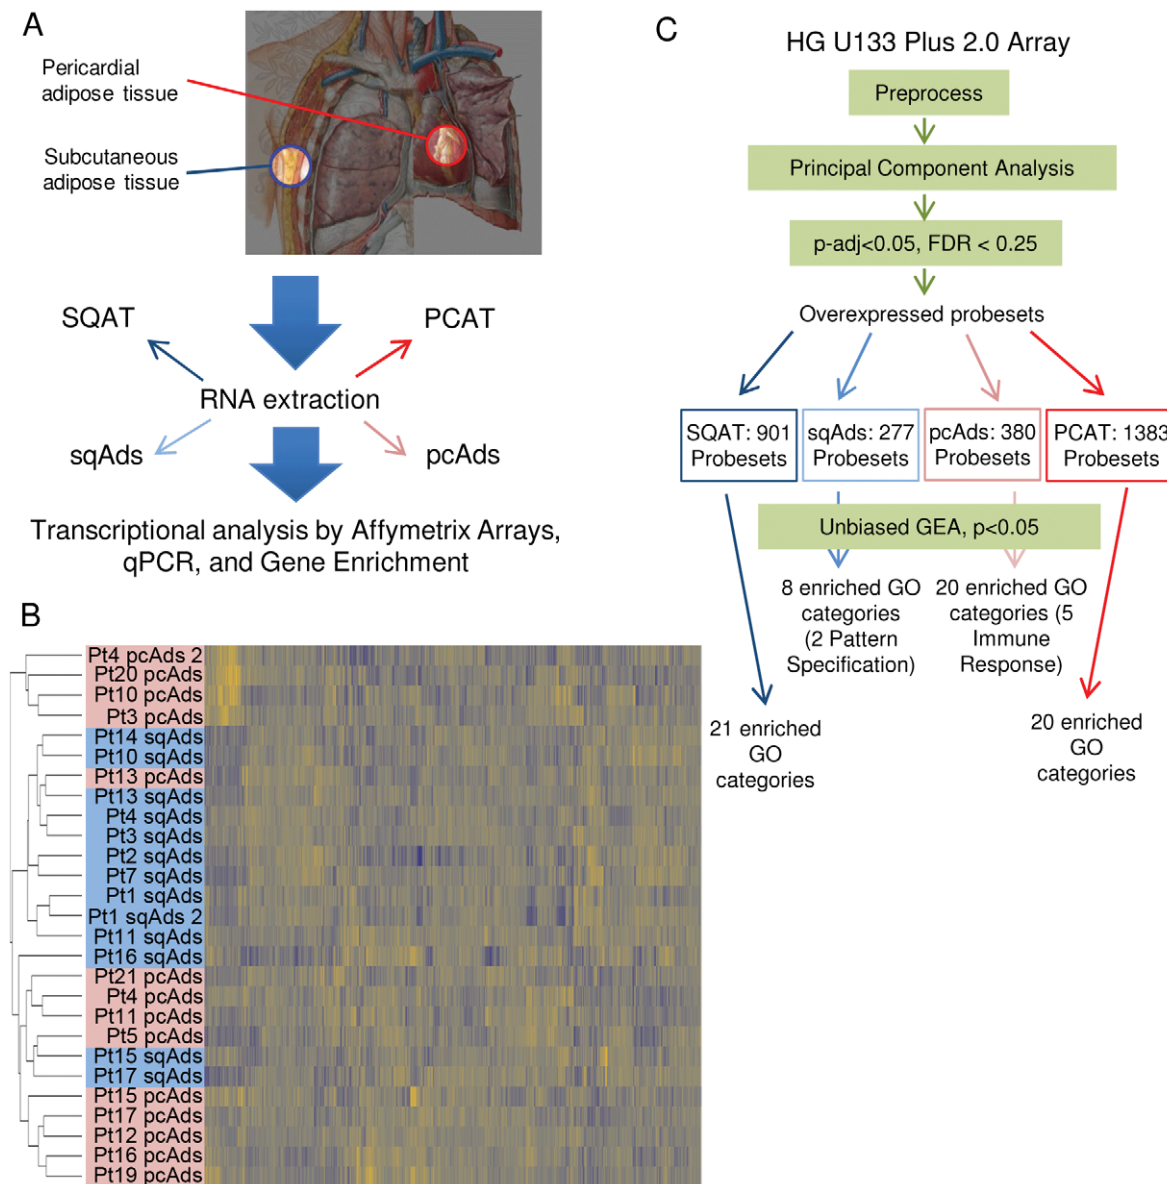 A
Pericardial
adipose tissue
Subcutaneous
adipose tissue
SQAT
PCAT
RNA extraction
sqAds
pcAds
Transcriptional analysis by Affymetrix Arrays,
qPCR, and Gene Enrichment
B
Pt4 pcAds 2
Pt20 pcAds
Pt10 pcAds
Pt3 pcAds
Pt14 sqAds
Pt10 sqAds
Pt13 pcAds
Pt13 sqAds
Pt4 sqAds
Pt3 sqAds
Pt2 sqAds
Pt7 sqAds
Pt1 sqAds
Pt1 sqAds 2
Pt11 sqAds
Pt16 sqAds
Pt21 pcAds
Pt4 pcAds
Pt11 pcAds
Pt5 pcAds
Pt15 sqAds
Pt17 sqAds
Pt15 pcAds
Pt17 pcAds
Pt12 pcAds
Pt16 pcAds
Pt19 pcAds
C
HG U133 Plus 2.0 Array
Preprocess
Principal Component Analysis
p-adj<0.05, FDR < 0.25
Overexpressed probesets
SQAT: 901
Probesets
sqAds: 277
Probesets
pcAds: 380
Probesets
PCAT: 1383
Probesets
Unbiased GEA, p<0.05
8 enriched GO
categories
(2 Pattern
Specification)
20 enriched GO
categories (5
Immune
Response)
21 enriched
GO
categories
20 enriched
GO
categories